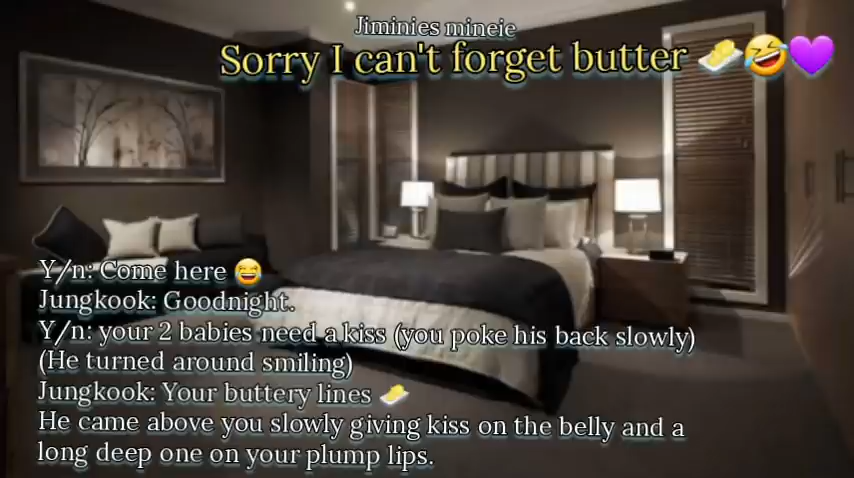 Jiminies mineie
Sorry I can't forget butter 🧈🤣💜
Y/n: Come here 😂
Jungkook: Goodnight.
Y/n: your 2 babies need a kiss (you poke his back slowly)
(He turned around smiling)
Jungkook: Your buttery lines 🧈
He came above you slowly giving kiss on the belly and a
long deep one on your plump lips.